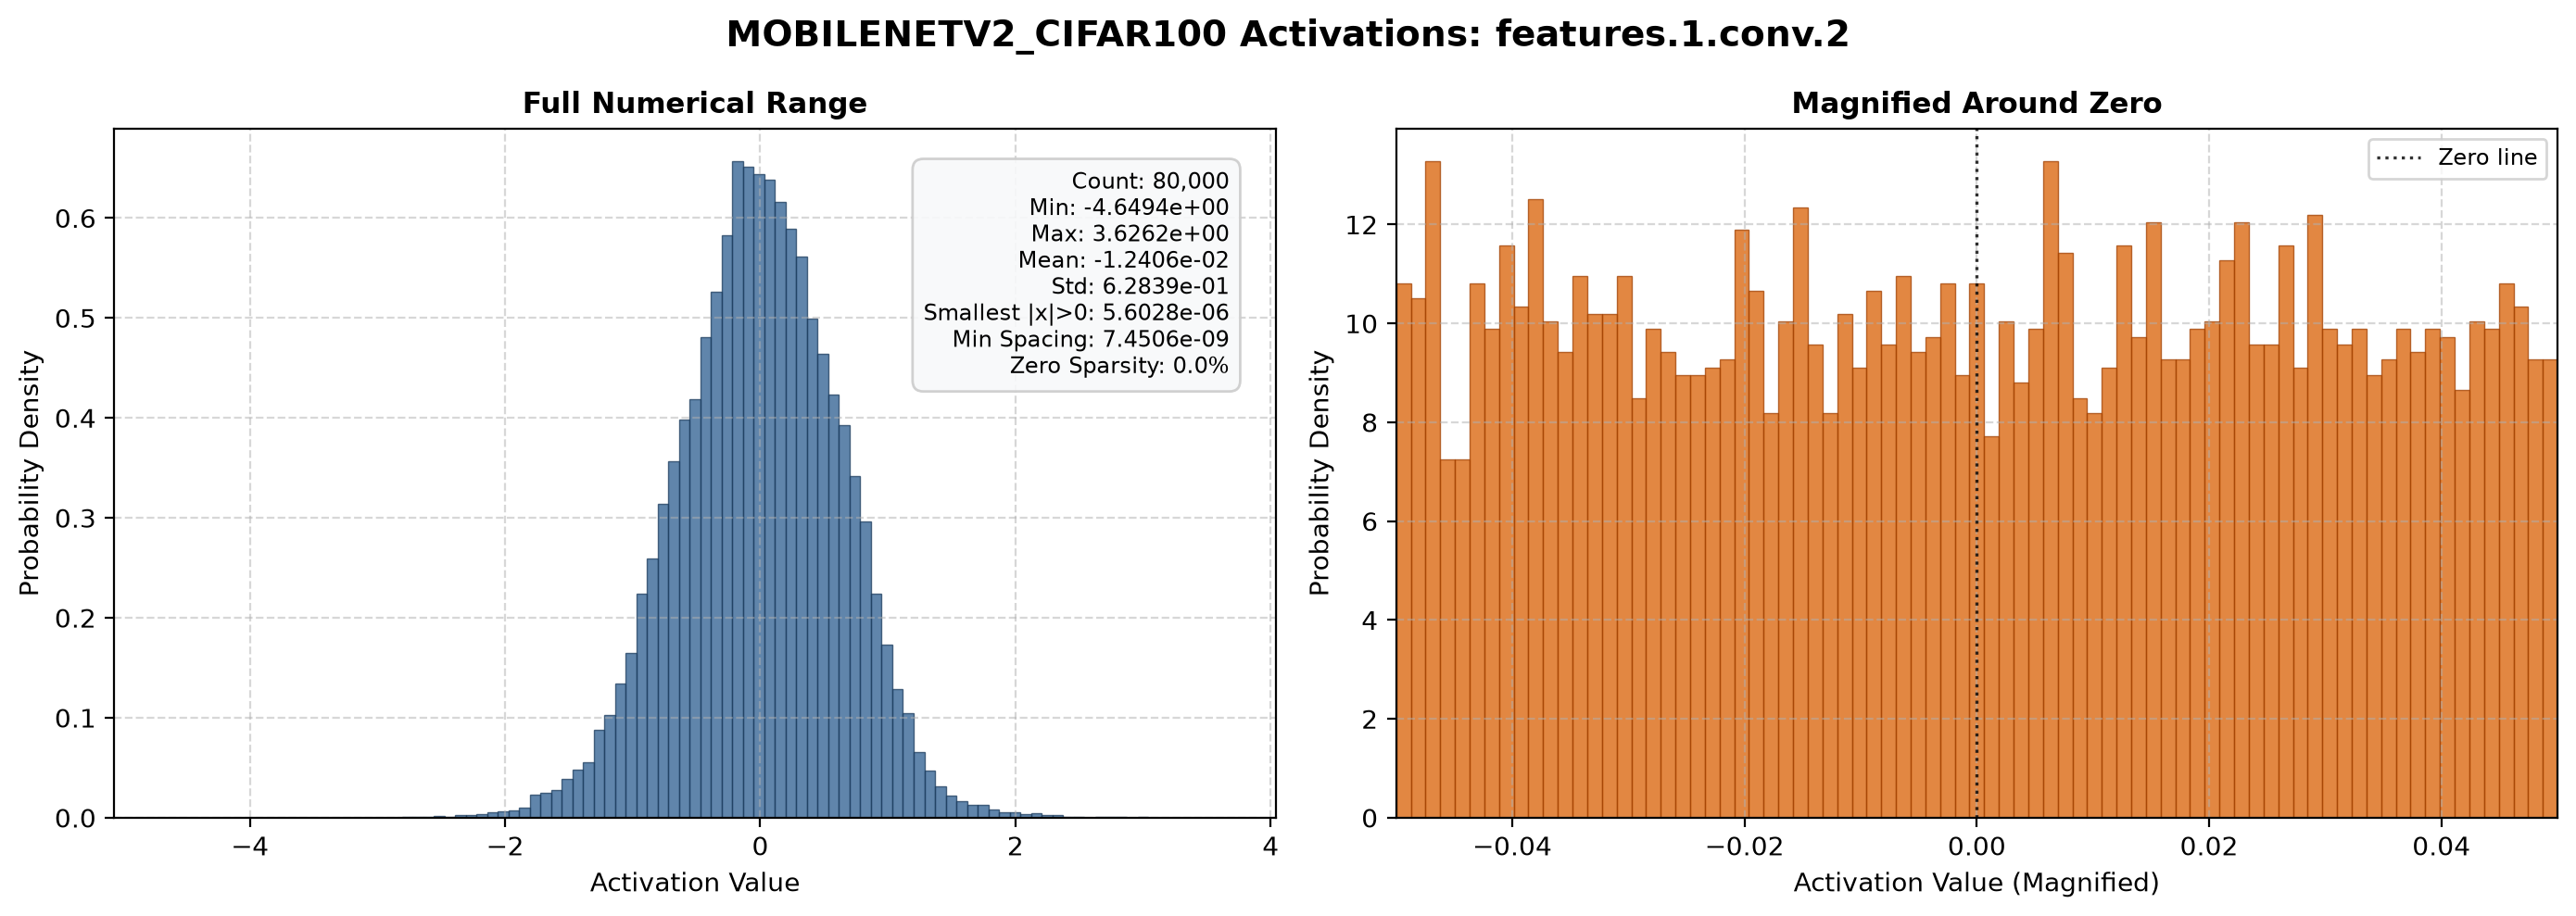 MOBILENETV2_CIFAR100 Activations: features.1.conv.2
Full Numerical Range
Probability Density
0.6
0.5
0.4
0.3
0.2
0.1
0.0
Count: 80,000
Min: -4.6494e+00
Max: 3.6262e+00
Mean: -1.2406e-02
Std: 6.2839e-01
Smallest |x|>0: 5.6028e-06
Min Spacing: 7.4506e-09
Zero Sparsity: 0.0%
−4 −2 0 2 4
Activation Value
Magnified Around Zero
Probability Density
12
10
8
6
4
2
0
Zero line
−0.04 −0.02 0.00 0.02 0.04
Activation Value (Magnified)